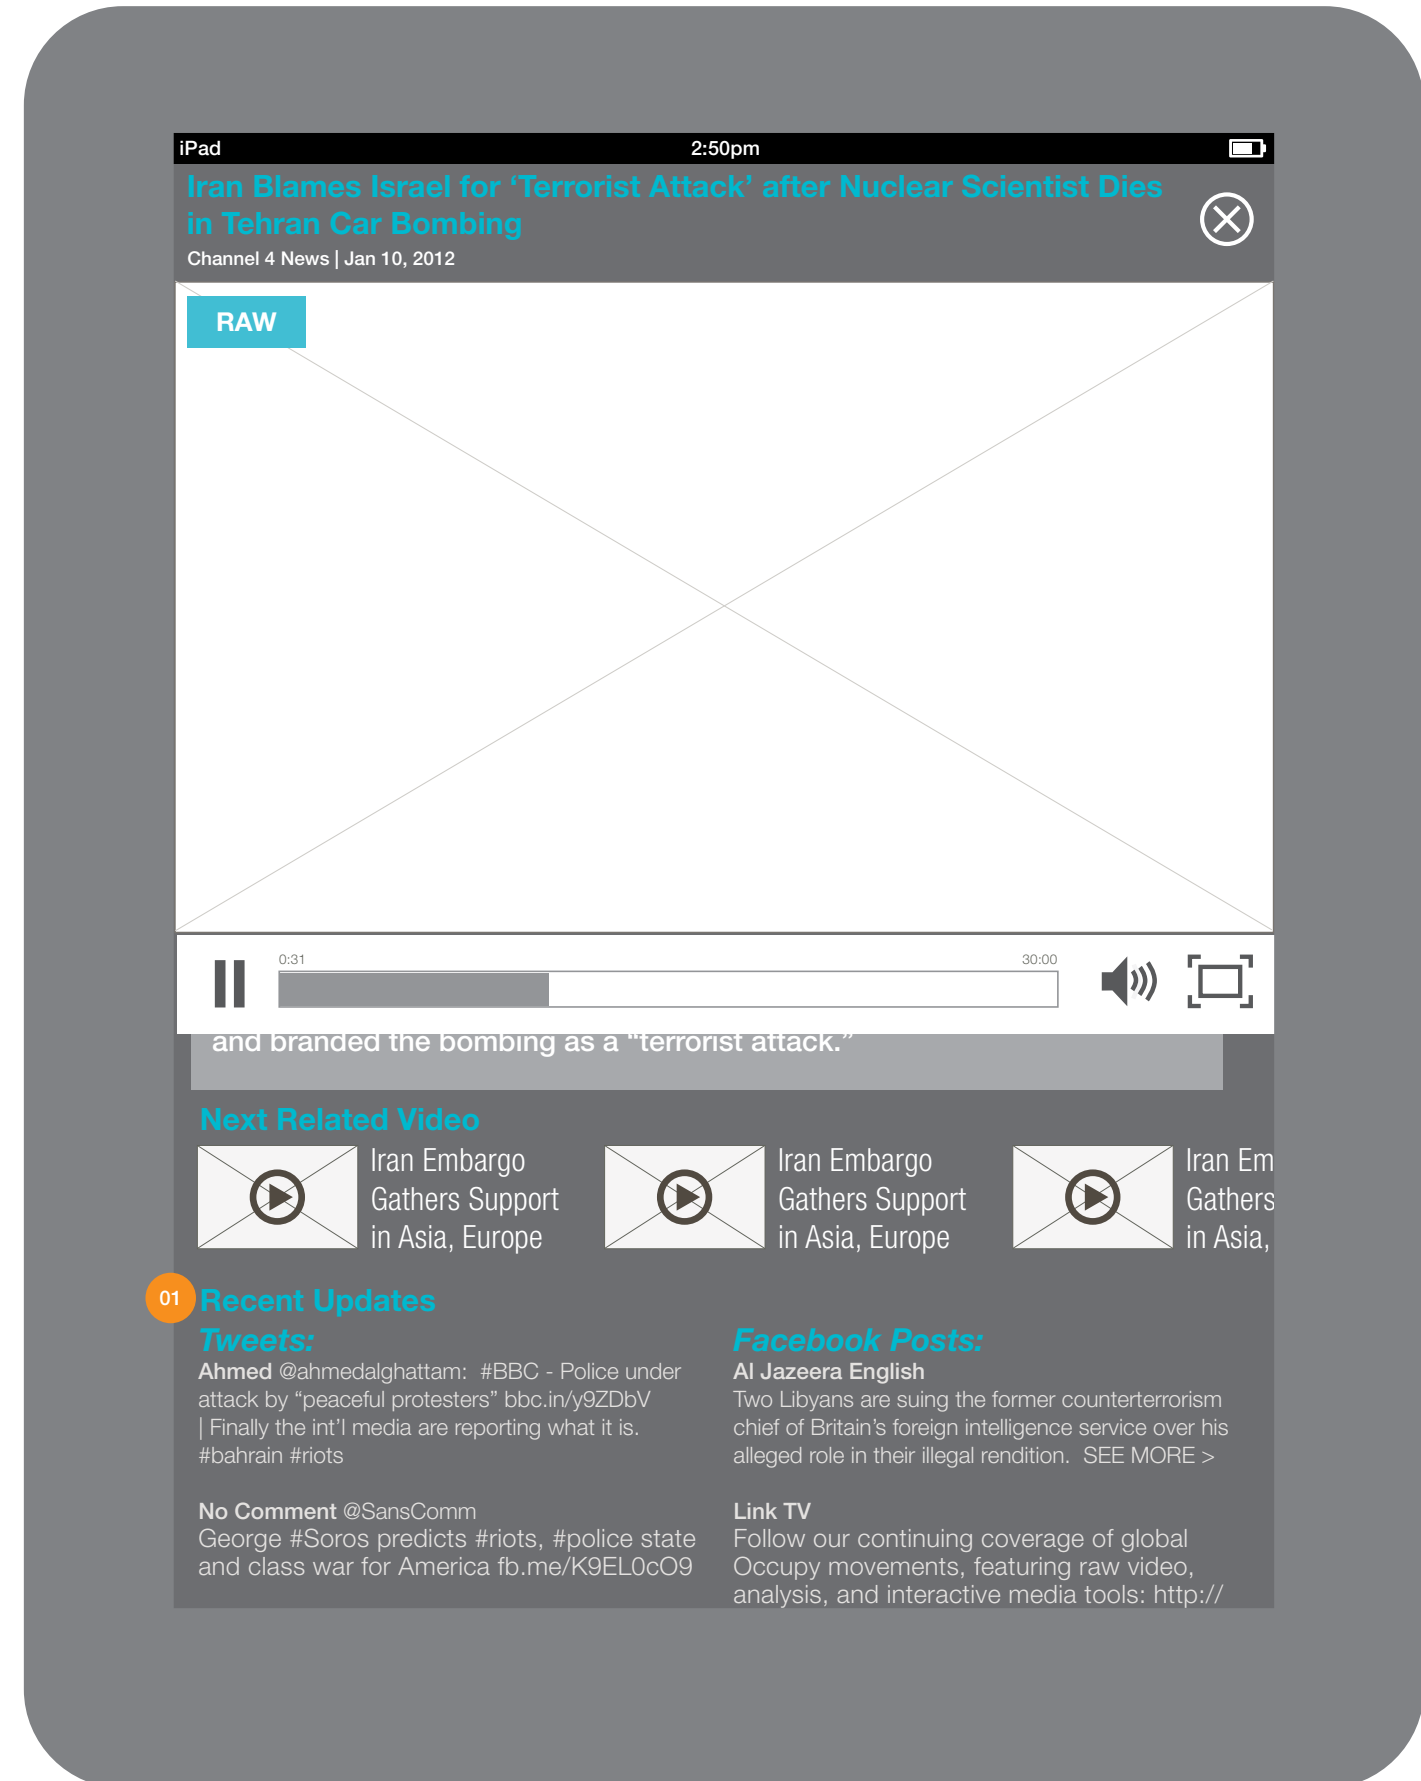 iPad
2:50pm
Iran Blames Israel for ‘Terrorist Attack’ after Nuclear Scientist Dies
in Tehran Car Bombing
Channel 4 News | Jan 10, 2012
RAW
0:31
30:00
and branded the bombing as a “terrorist attack.”
Next Related Video
Iran Embargo
Gathers Support
in Asia, Europe
Iran Embargo
Gathers Support
in Asia, Europe
Iran Em
Gathers
in Asia,
01
Recent Updates
Tweets:
Ahmed @ahmedalghattam:  #BBC - Police under
attack by “peaceful protesters” bbc.in/y9ZDbV
| Finally the int’l media are reporting what it is.
#bahrain #riots
No Comment @SansComm
George #Soros predicts #riots, #police state
and class war for America fb.me/K9EL0cO9
Facebook Posts:
Al Jazeera English
Two Libyans are suing the former counterterrorism
chief of Britain’s foreign intelligence service over his
alleged role in their illegal rendition.  SEE MORE >
Link TV
Follow our continuing coverage of global
Occupy movements, featuring raw video,
analysis, and interactive media tools: http://